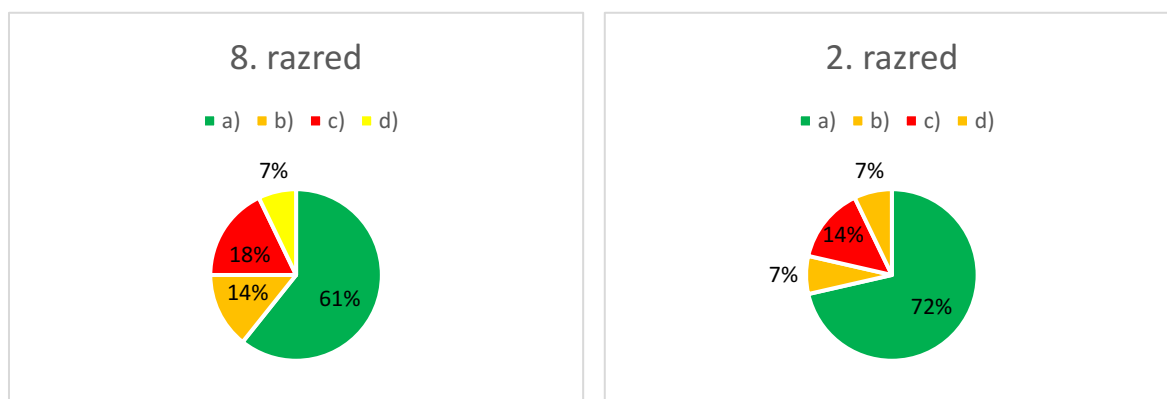 8. razred
a) b) c) d)
7%
18%
14%
61%
2. razred
a) b) c) d)
7%
14%
7%
72%